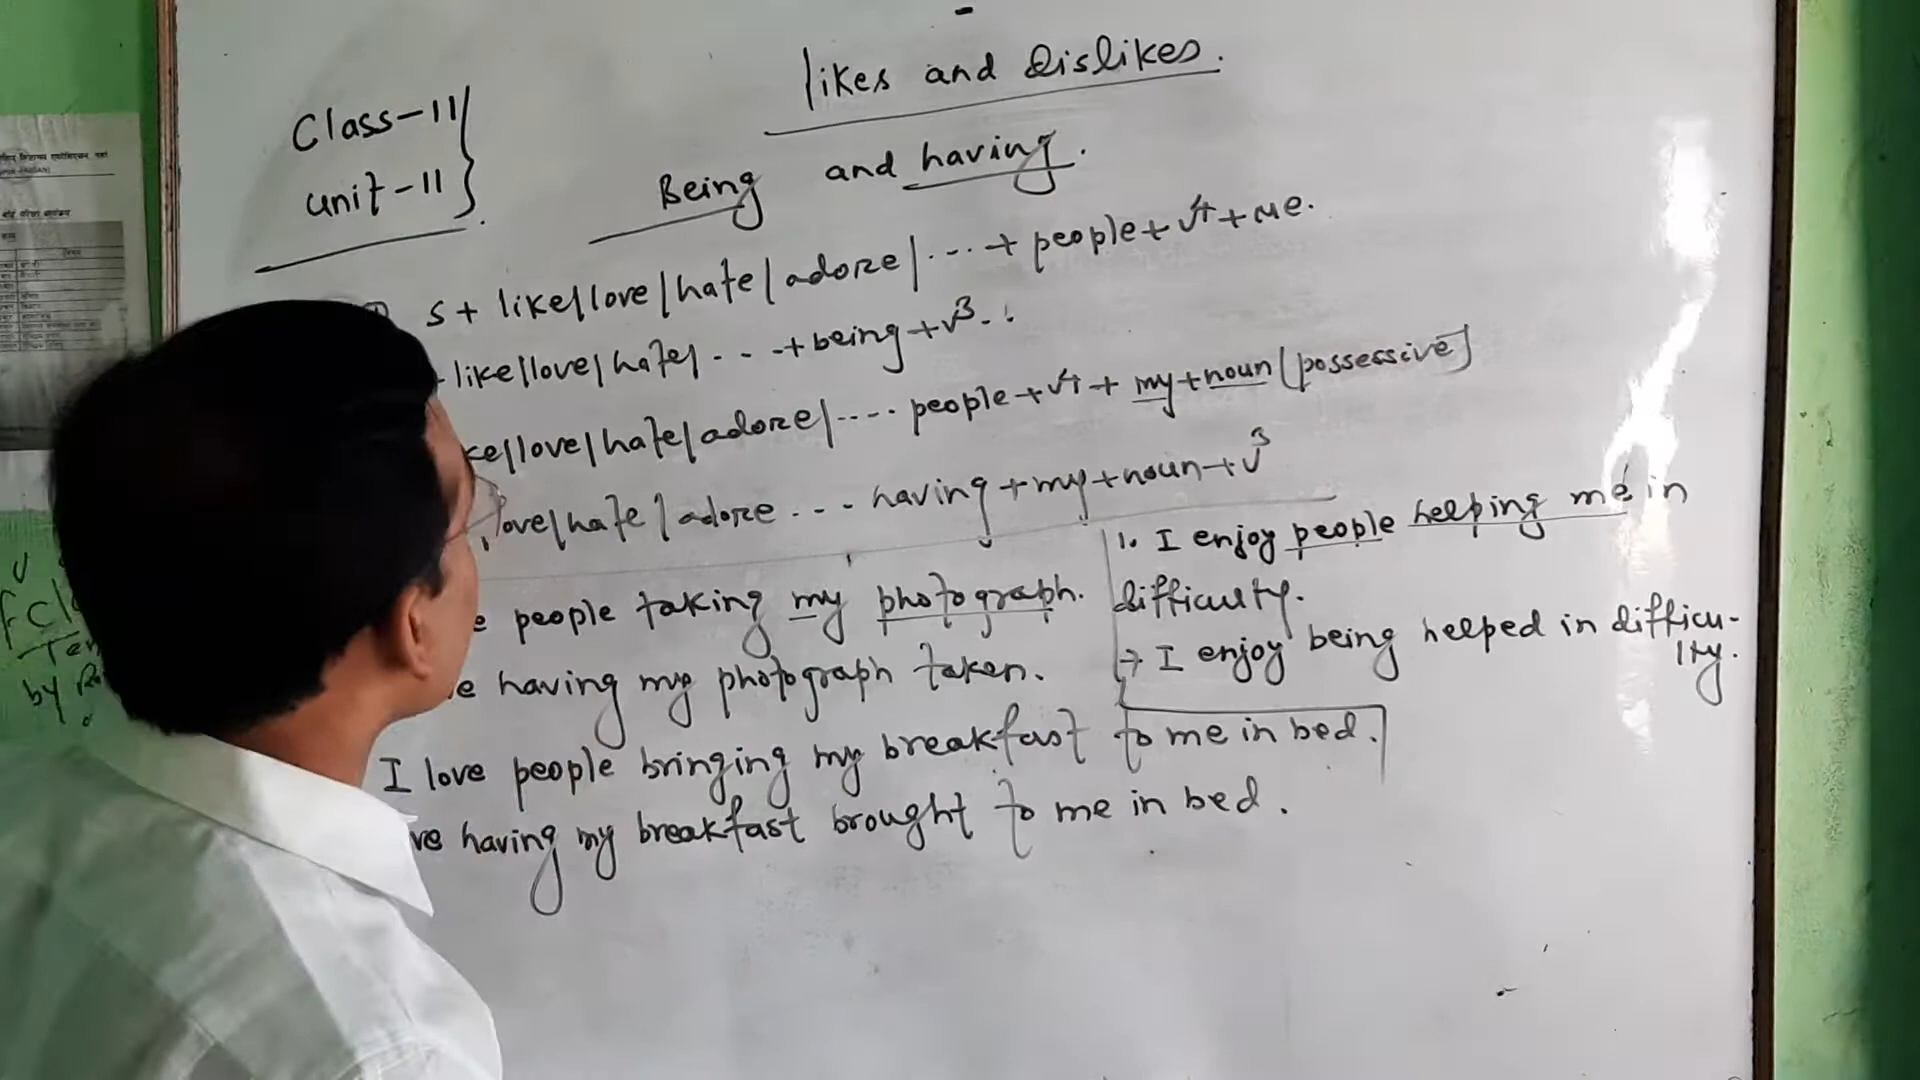 likes and dislikes.
Class-11
unit-11
Being and having.
s+ like/love/hate/adore/....+ people+v4+me.
like/love/hate/...+being+v3..
ke/love/hate/adore/.... people+v4+ my+noun (possessive)
love/hate/adore... having+my+noun+v3
e people taking my photograph.
e having my photograph taken.
1. I enjoy people helping me in
difficulty.
→ I enjoy being helped in difficu-
lty.
I love people bringing my breakfast to me in bed.
ve having my breakfast brought to me in bed.